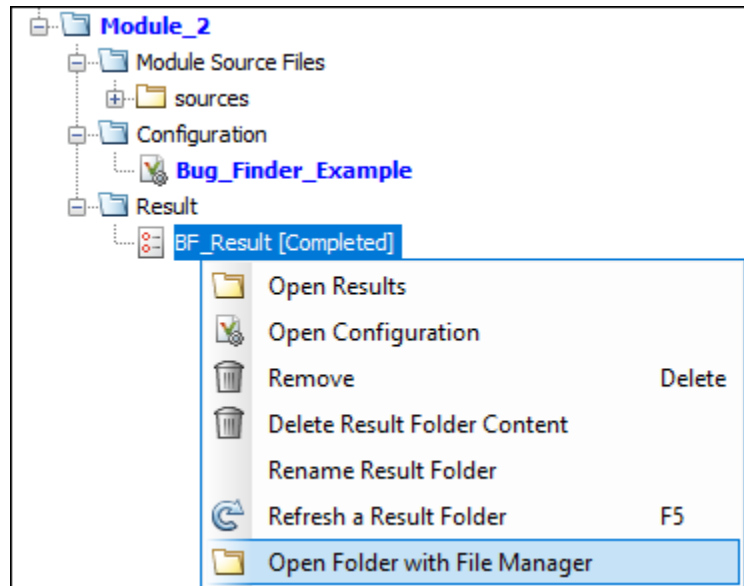 Module_2
Module Source Files
sources
Configuration
Bug_Finder_Example
Result
BF_Result [Completed]
Open Results
Open Configuration
Remove Delete
Delete Result Folder Content
Rename Result Folder
Refresh a Result Folder F5
Open Folder with File Manager